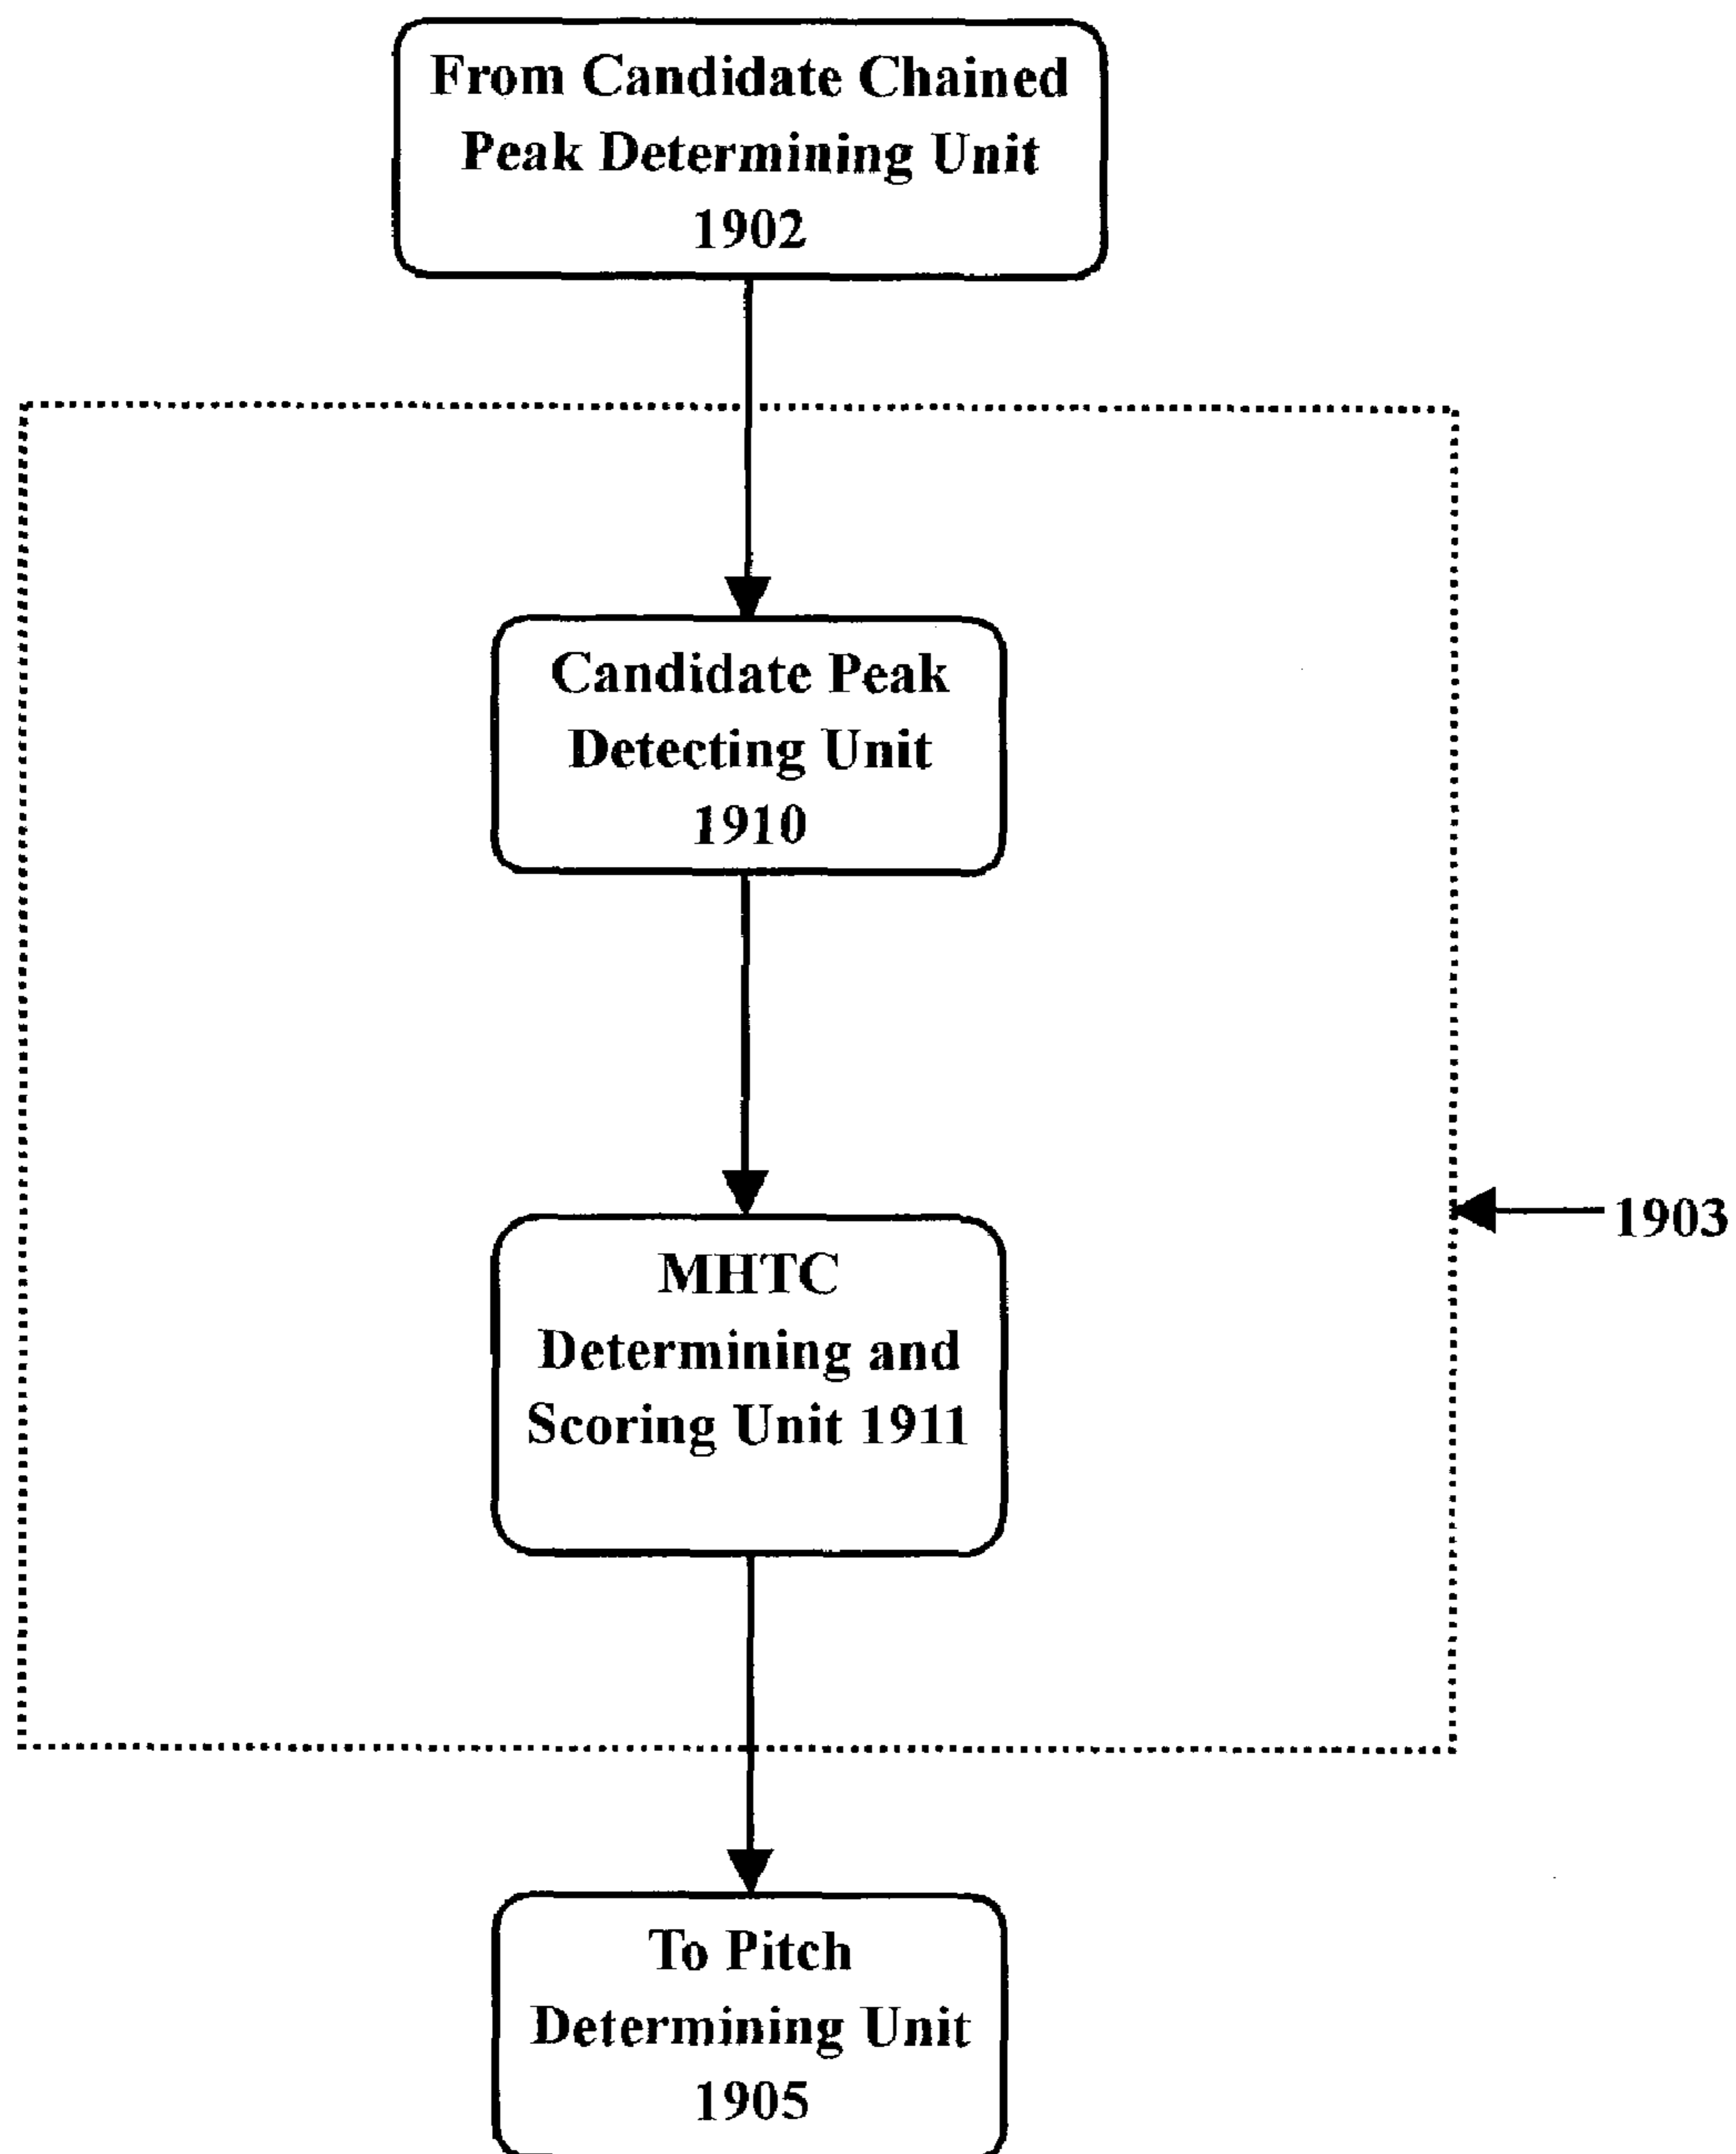 From Candidate Chained
Peak Determining Unit
1902
Candidate Peak
Detecting Unit
1910
MHTC
Determining and
Scoring Unit 1911
1903
To Pitch
Determining Unit
1905